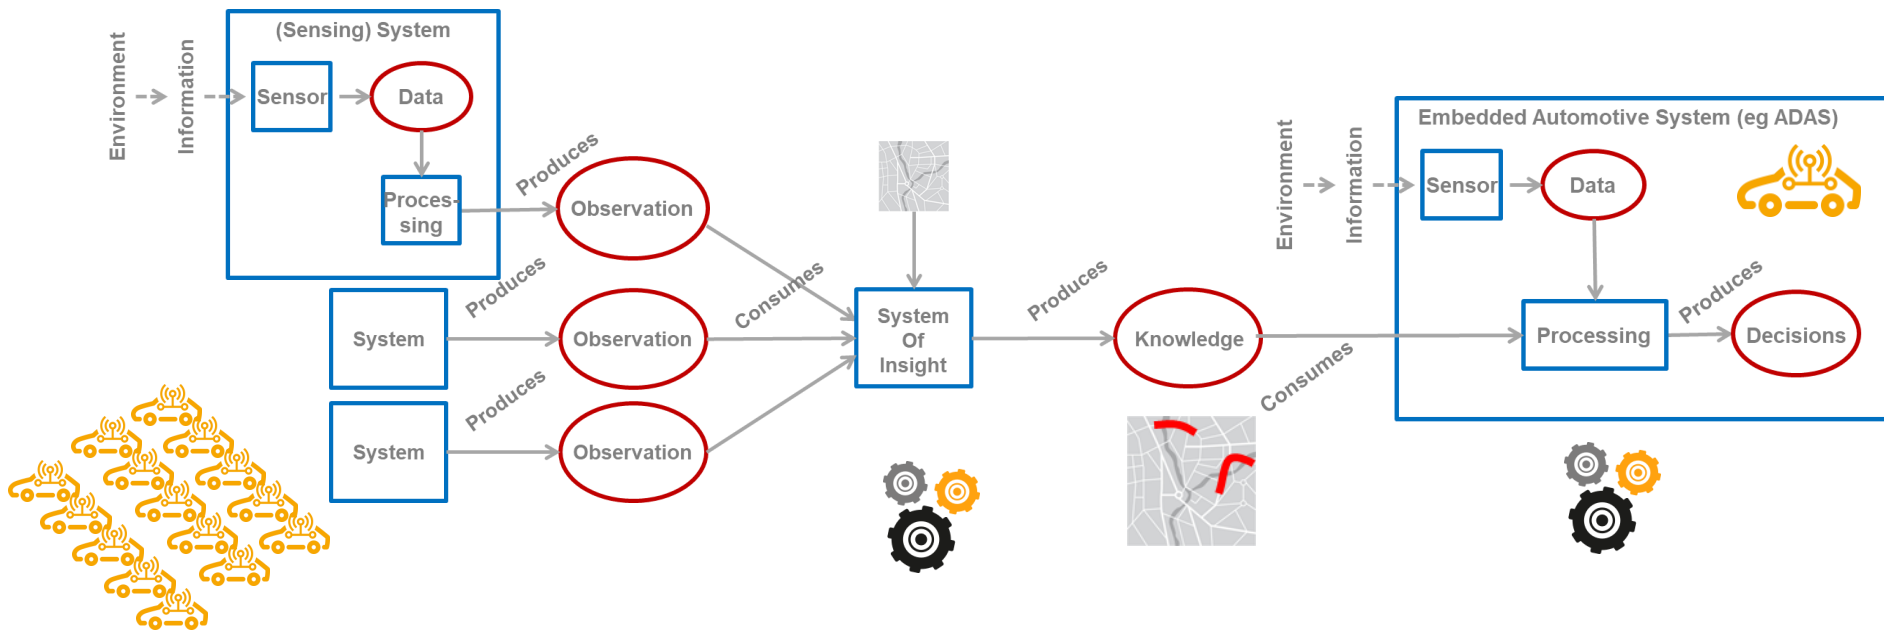 (Sensing) System
Environment
Information
Sensor
Data
Proces-
sing
Produces
Observation
System
Produces
Observation
Consumes
System
Produces
Observation
System
Of
Insight
Produces
Knowledge
Consumes
Environment
Information
Embedded Automotive System (eg ADAS)
Sensor
Data
Processing
Produces
Decisions